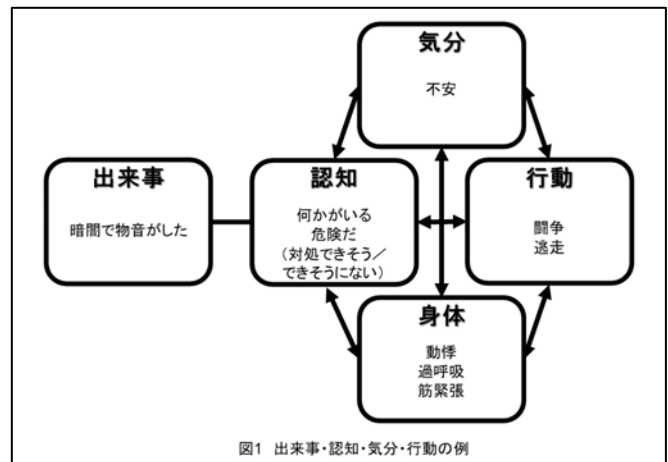 気分
不安
出来事
暗闇で物音がした
認知
何かがいる
危険だ
(対処できそう／
できそうにない)
行動
闘争
逃走
身体
動悸
過呼吸
筋緊張
図1 出来事・認知・気分・行動の例